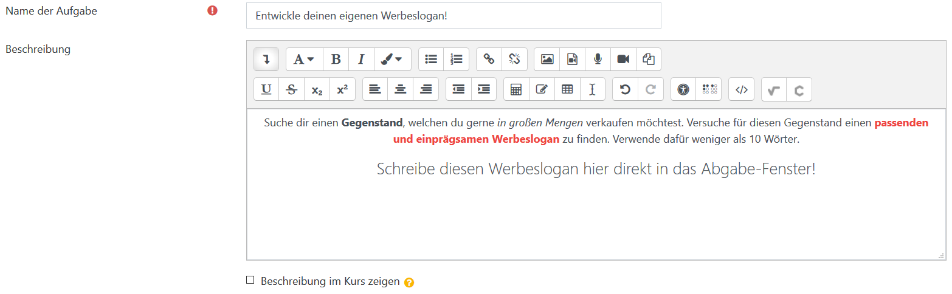 Name der Aufgabe
Entwickle deinen eigenen Werbeslogan!
Beschreibung
A B I
U S x₂ x²
</>
Suche dir einen Gegenstand, welchen du gerne in großen Mengen verkaufen möchtest. Versuche für diesen Gegenstand einen passenden
und einprägsamen Werbeslogan zu finden. Verwende dafür weniger als 10 Wörter.
Schreibe diesen Werbeslogan hier direkt in das Abgabe-Fenster!
Beschreibung im Kurs zeigen